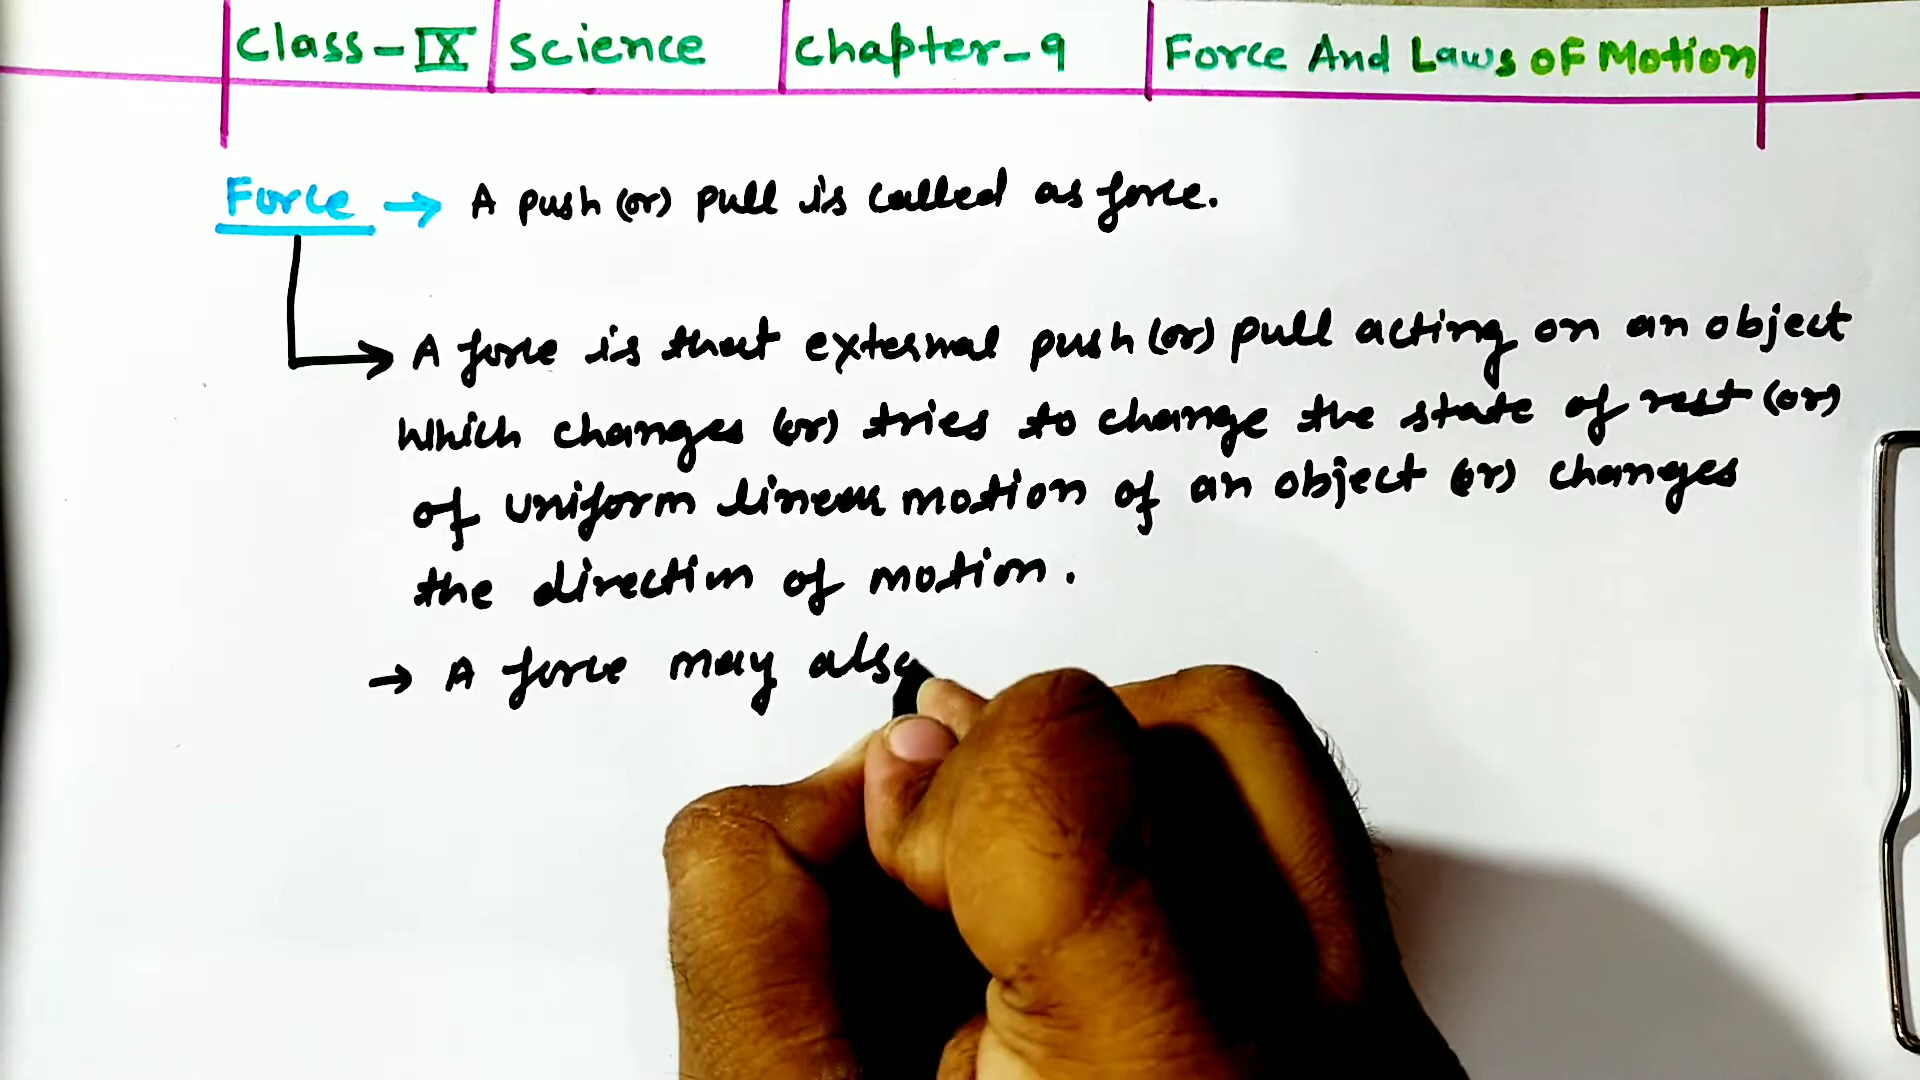 Class-IX Science Chapter-9 Force And Laws of Motion
Force → A push (or) pull is called as force.
→ A force is that external push (or) pull acting on an object
which changes (or) tries to change the state of rest (or)
of uniform linear motion of an object (or) changes
the direction of motion.
→ A force may also